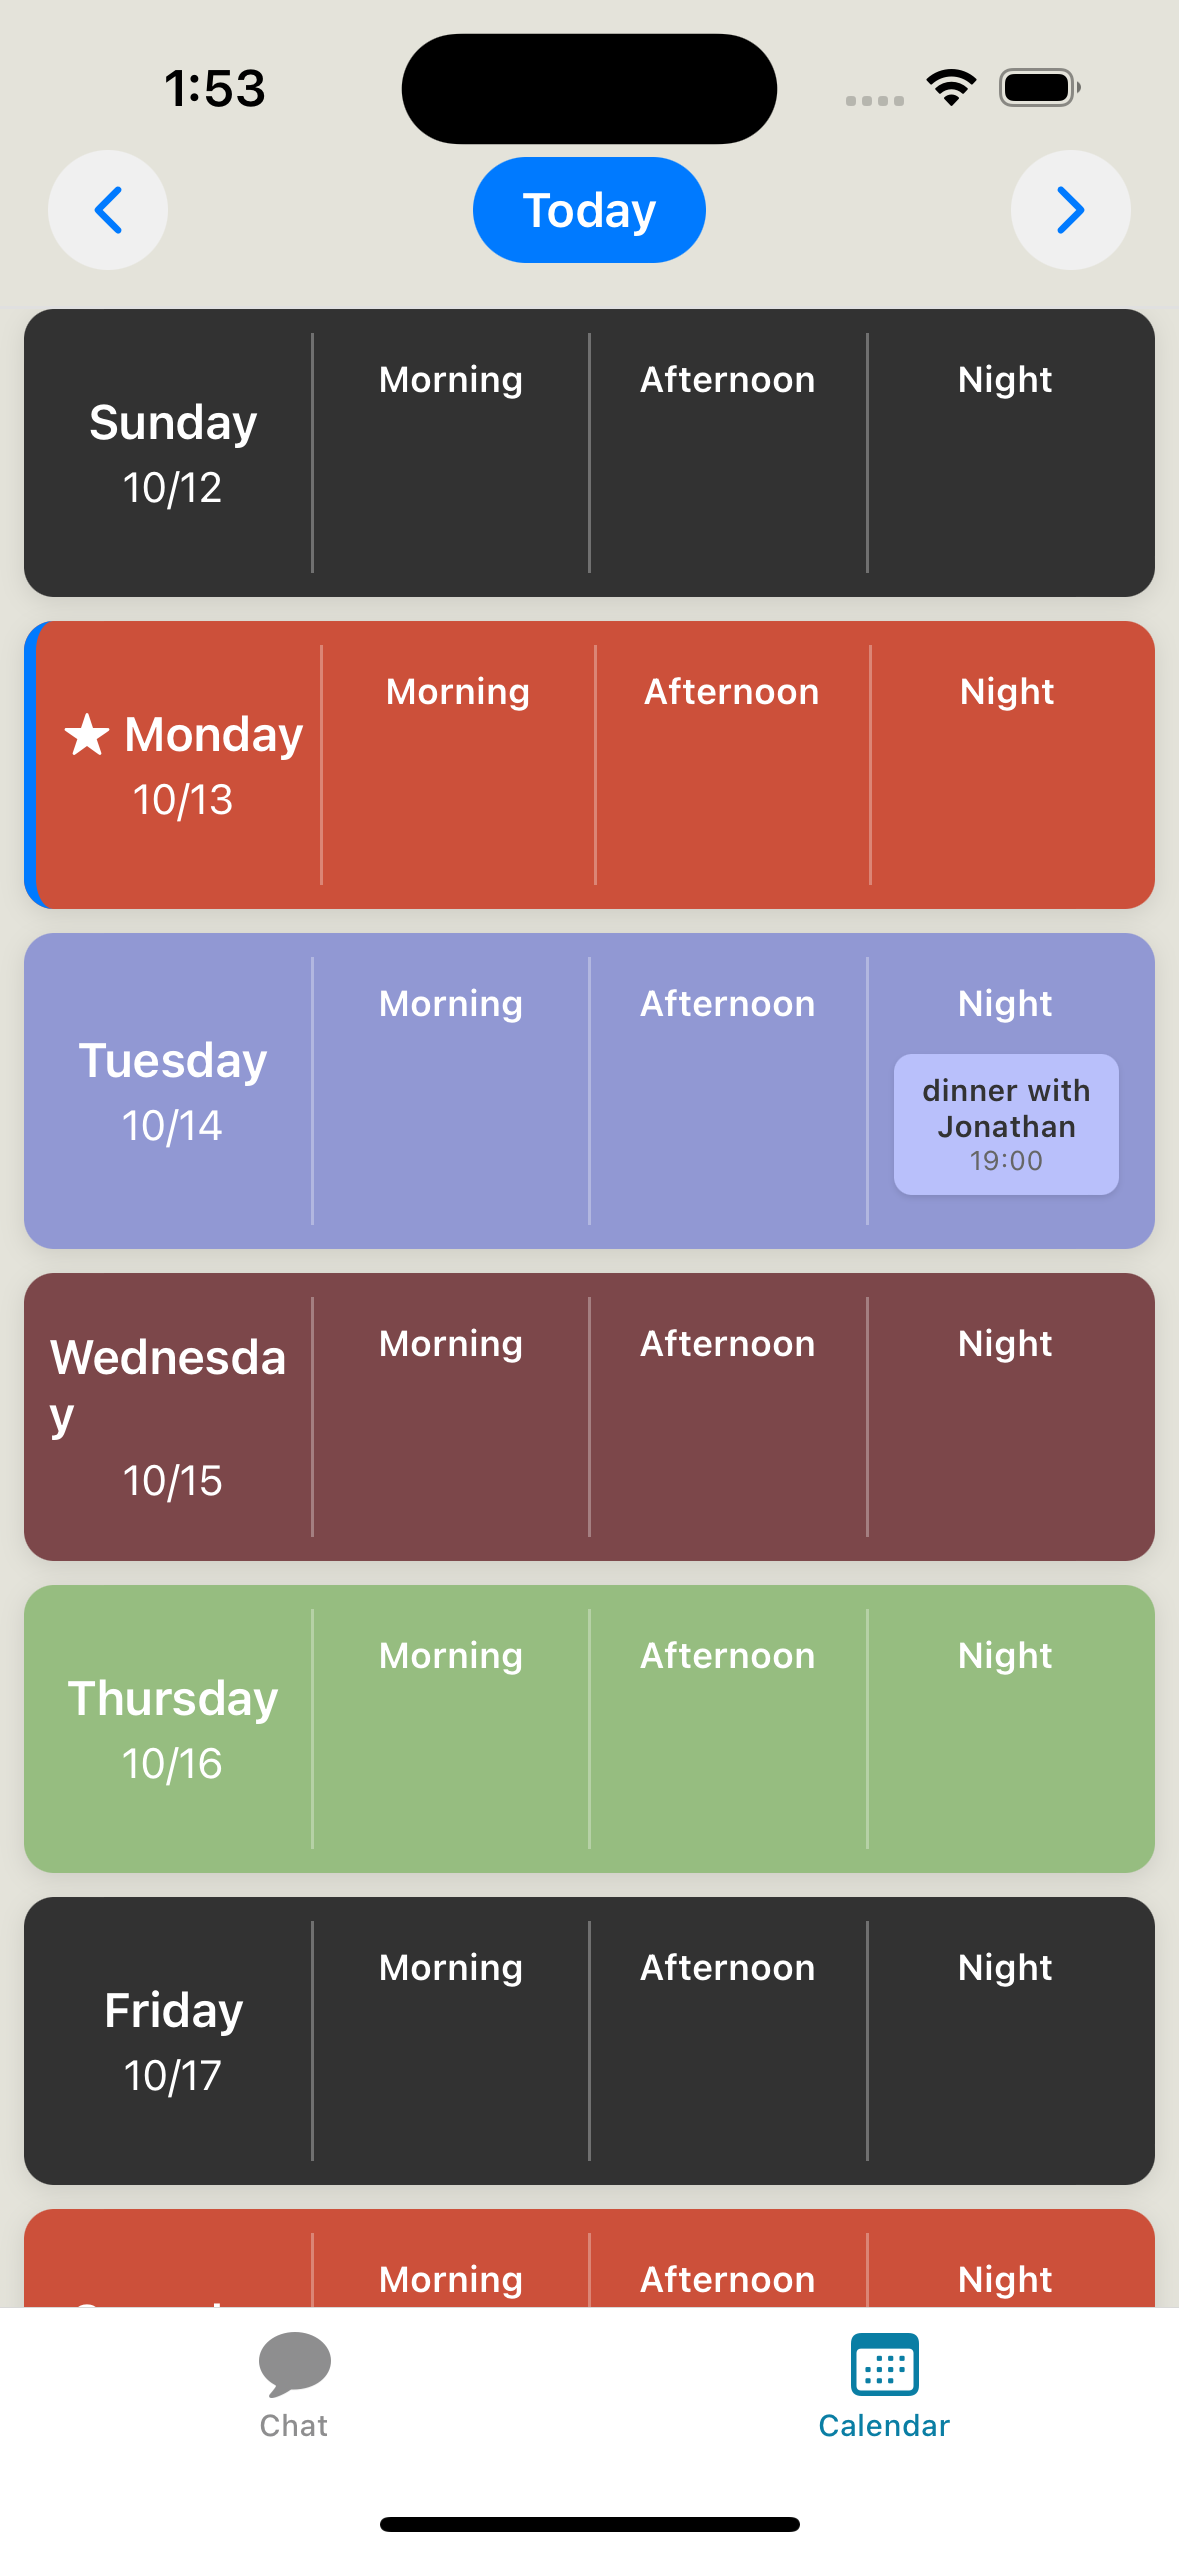 1:53
Today
Sunday
10/12
Morning
Afternoon
Night
Monday
10/13
Morning
Afternoon
Night
Tuesday
10/14
Morning
Afternoon
Night
dinner with
Jonathan
19:00
Wednesda
y
10/15
Morning
Afternoon
Night
Thursday
10/16
Morning
Afternoon
Night
Friday
10/17
Morning
Afternoon
Night
Morning
Afternoon
Night
Chat
Calendar